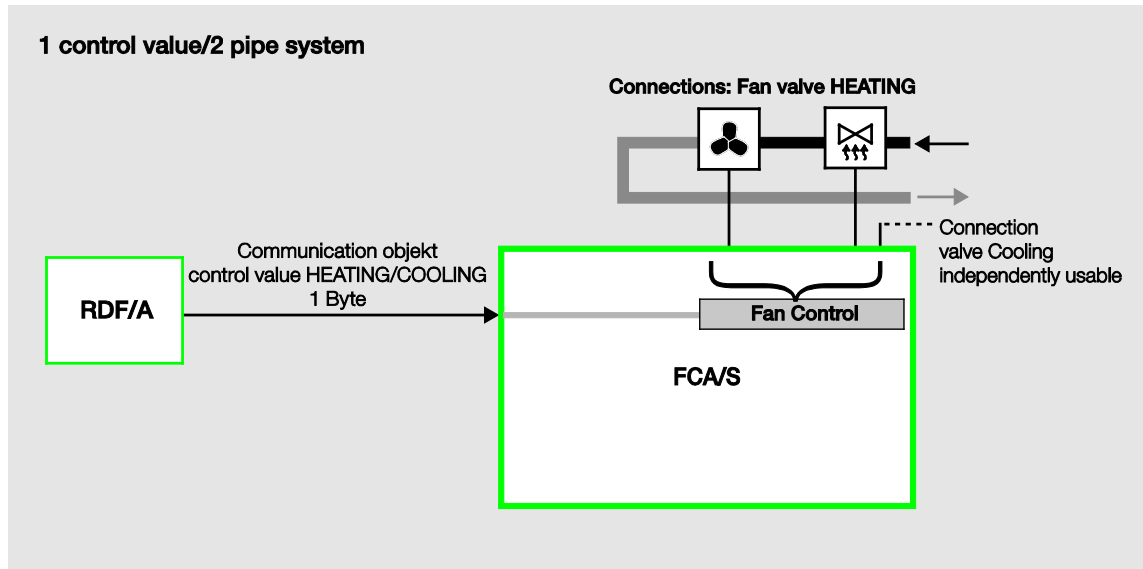 1 control value/2 pipe system
Connections: Fan valve HEATING
Connection
valve Cooling
independently usable
Communication objekt
control value HEATING/COOLING
1 Byte
RDF/A
Fan Control
FCA/S